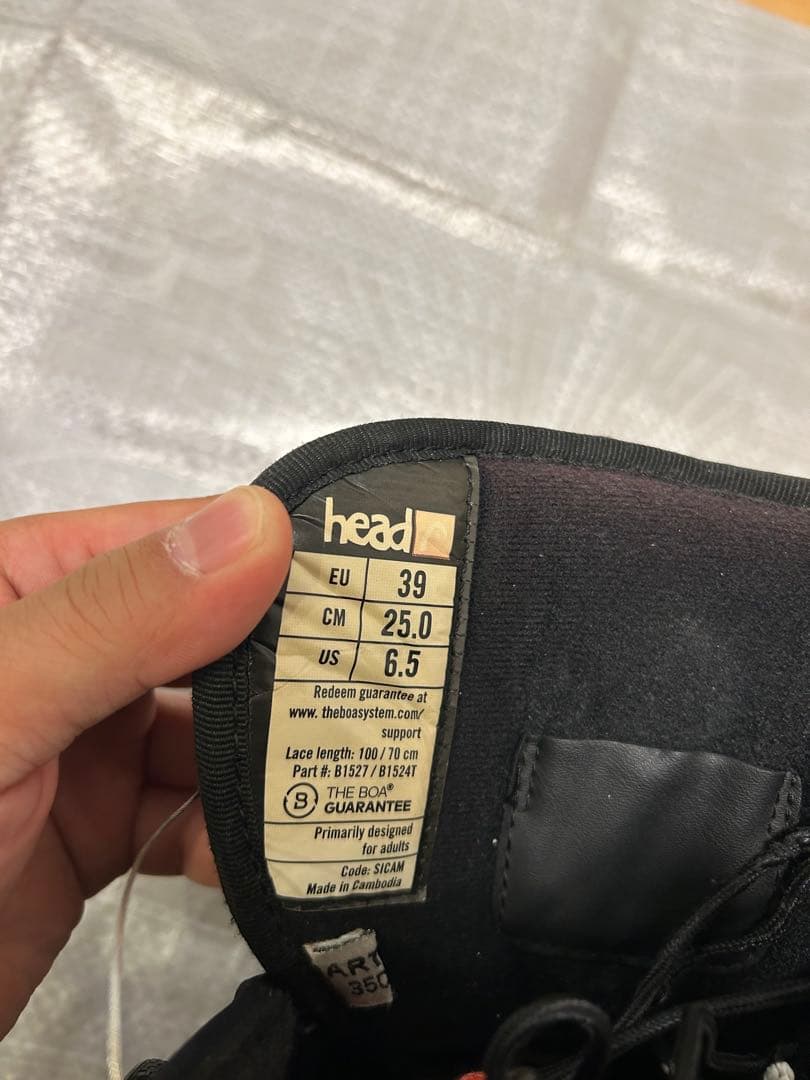 head
EU 39
CM 25.0
US 6.5
Redeem guarantee at
www. theboasystem.com/
support
Lace length: 100 / 70 cm
Part #: B1527 / B1524T
B THE BOA®
GUARANTEE
Primarily designed
for adults
Code: SICAM
Made in Cambodia
ART
350